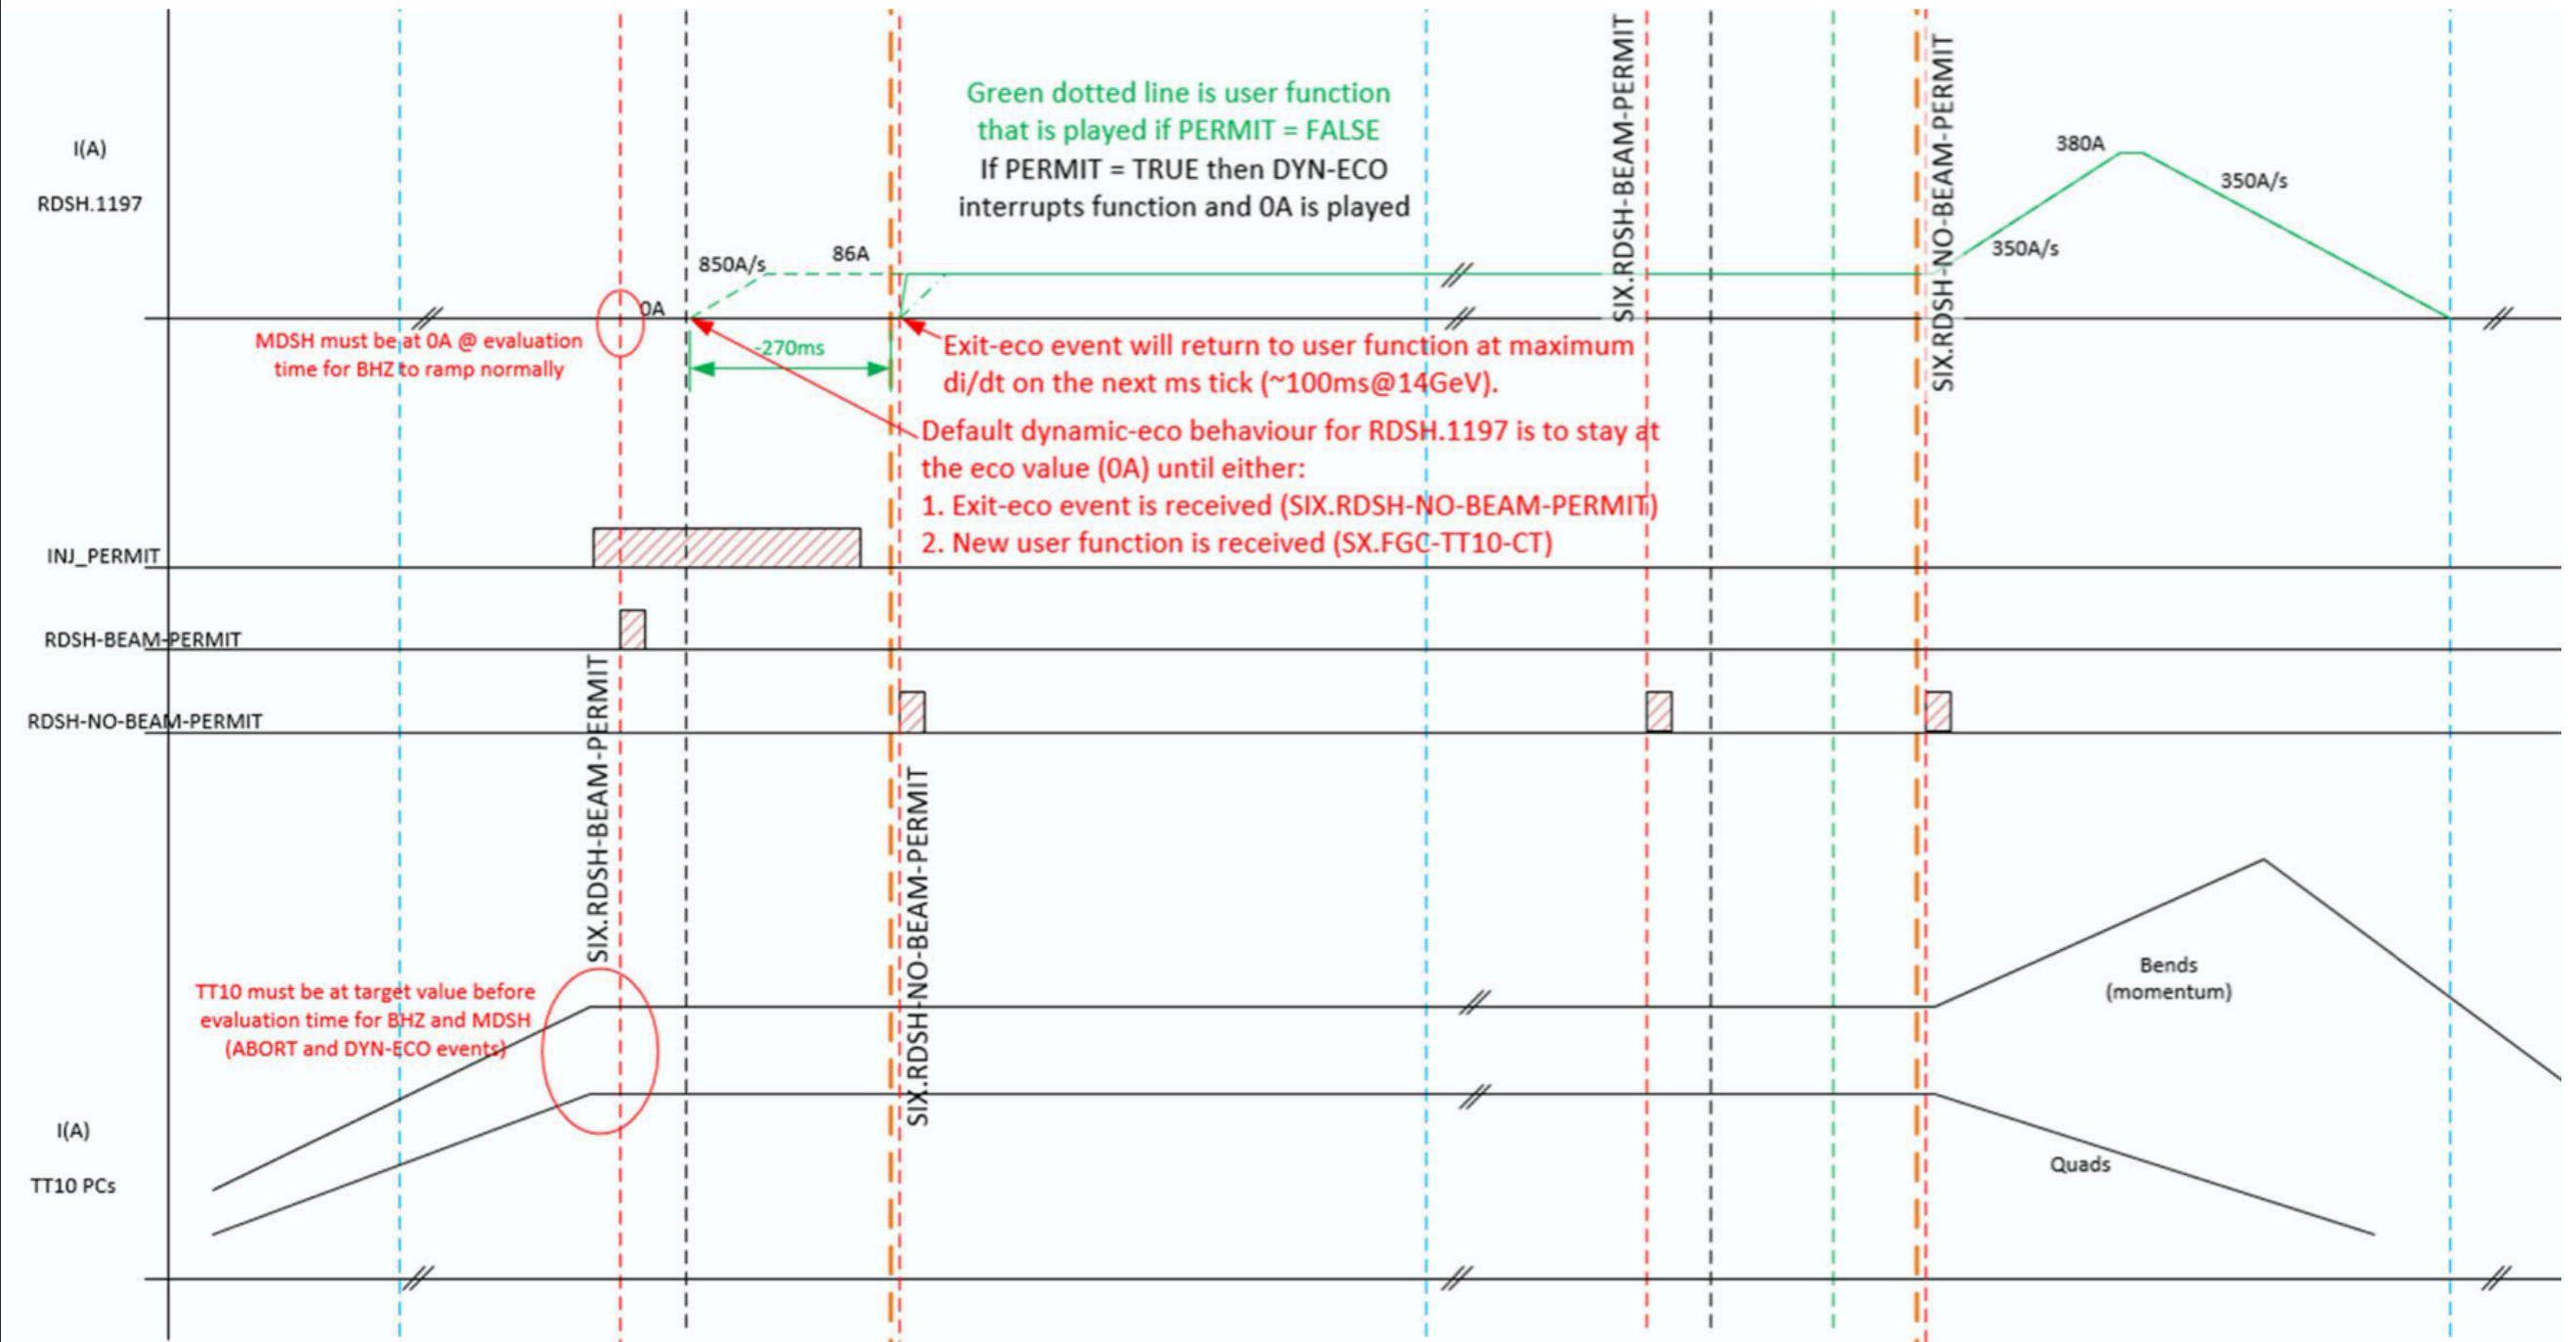 SIX.RDSH-BEAM-PERMIT
SIX.RDSH-NO-BEAM-PERMIT
Green dotted line is user function
that is played if PERMIT = FALSE
If PERMIT = TRUE then DYN-ECO
interrupts function and 0A is played
I(A)
RDSH.1197
380A
350A/s
350A/s
850A/s
86A
0A
MDSH must be at 0A @ evaluation
time for BHZ to ramp normally
-270ms
Exit-eco event will return to user function at maximum
di/dt on the next ms tick (~100ms@14GeV).
Default dynamic-eco behaviour for RDSH.1197 is to stay at
the eco value (0A) until either:
1. Exit-eco event is received (SIX.RDSH-NO-BEAM-PERMIT)
2. New user function is received (SX.FGC-TT10-CT)
INJ_PERMIT
RDSH-BEAM-PERMIT
RDSH-NO-BEAM-PERMIT
SIX.RDSH-BEAM-PERMIT
SIX.RDSH-NO-BEAM-PERMIT
TT10 must be at target value before
evaluation time for BHZ and MDSH
(ABORT and DYN-ECO events)
Bends
(momentum)
I(A)
TT10 PCs
Quads